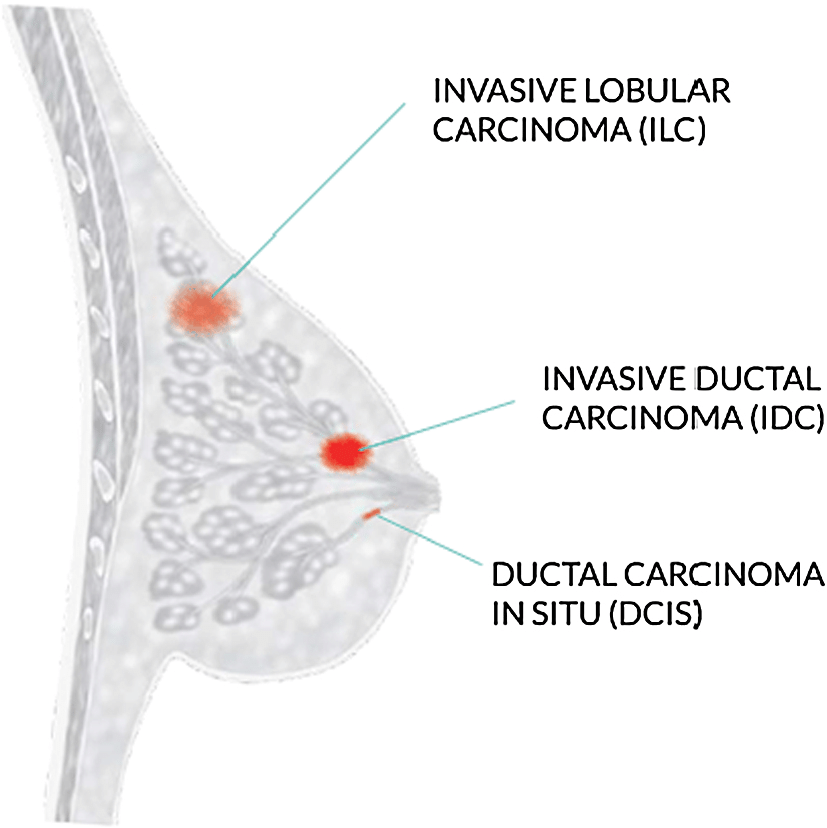 INVASIVE LOBULAR
CARCINOMA (ILC)
INVASIVE DUCTAL
CARCINOMA (IDC)
DUCTAL CARCINOMA
IN SITU (DCIS)